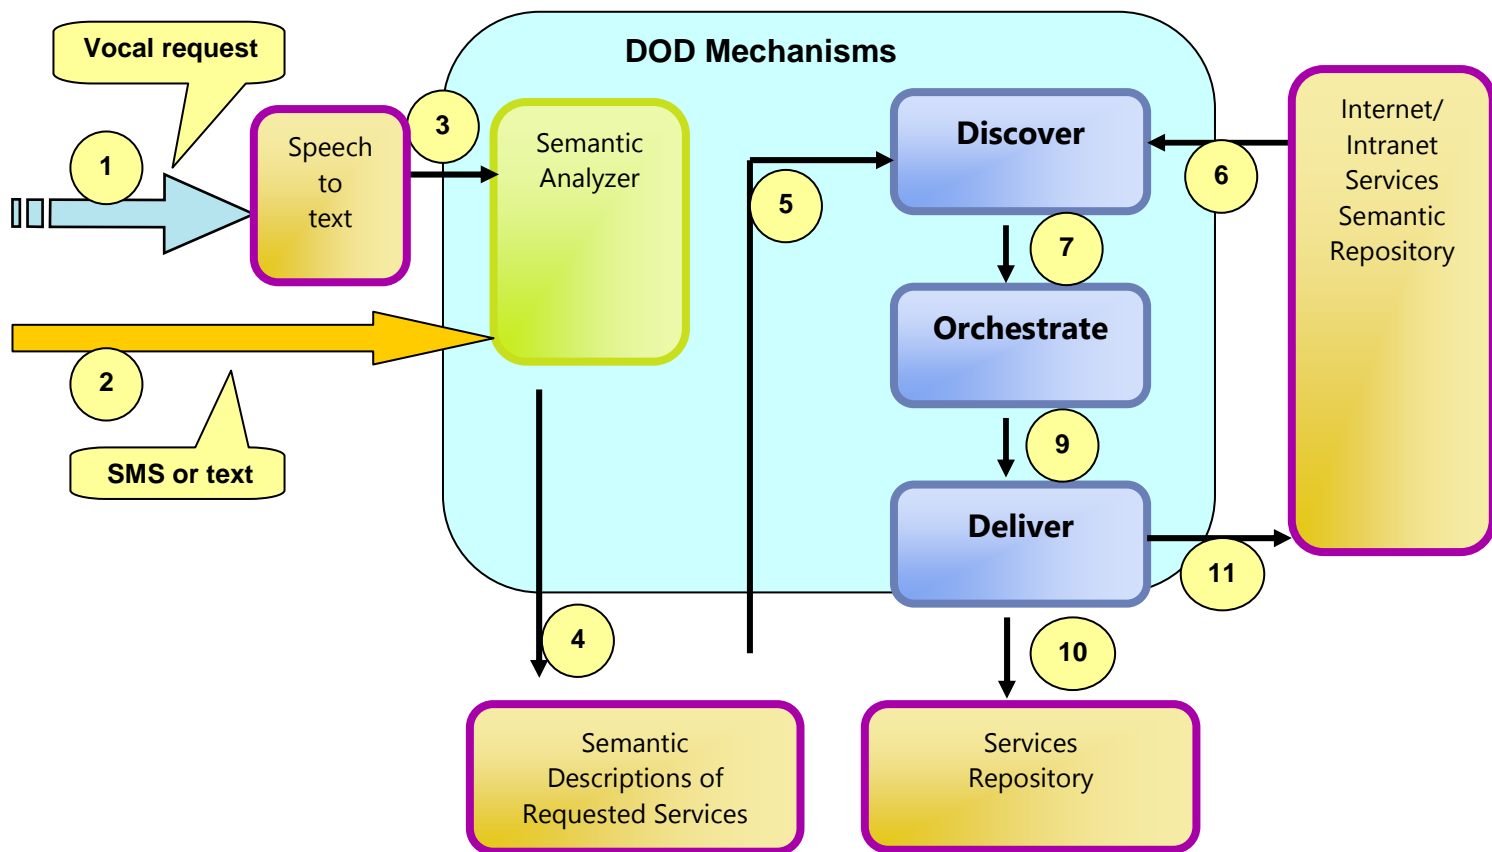 DOD Mechanisms
Vocal request
1
Speech
to
text
3
Semantic
Analyzer
2
SMS or text
4
Semantic
Descriptions of
Requested Services
5
Discover
6
Internet/
Intranet
Services
Semantic
Repository
7
Orchestrate
9
Deliver
11
10
Services
Repository